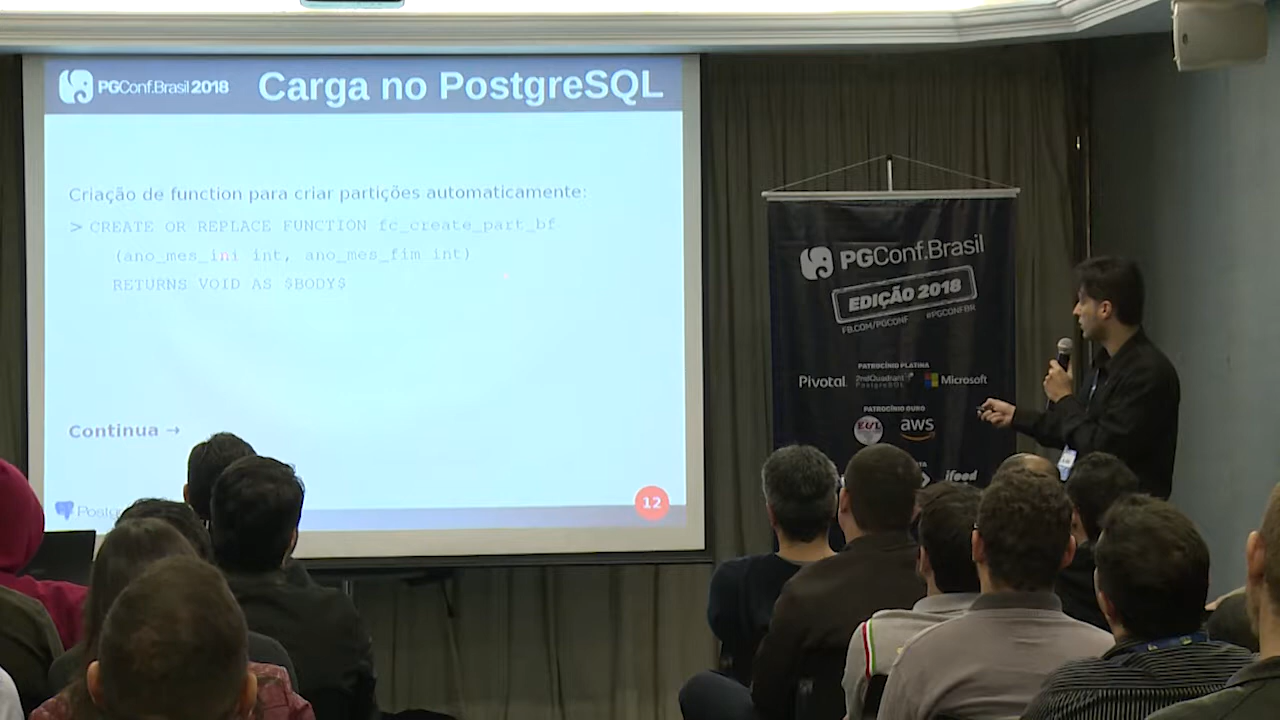 PGConf.Brasil 2018
Carga no PostgreSQL
Criação de function para criar partições automaticamente:
> CREATE OR REPLACE FUNCTION fc_create_part_bf
(ano_mes_ini int, ano_mes_fim int)
RETURNS VOID AS $BODY$
Continua →
12
PGConf.Brasil
EDIÇÃO 2018
FB.COM/PGCONF #PGCONFBR
PATROCÍNIO PLATINA
Pivotal 2ndQuadrant PostgreSQL Microsoft
PATROCÍNIO OURO
aws
ifood